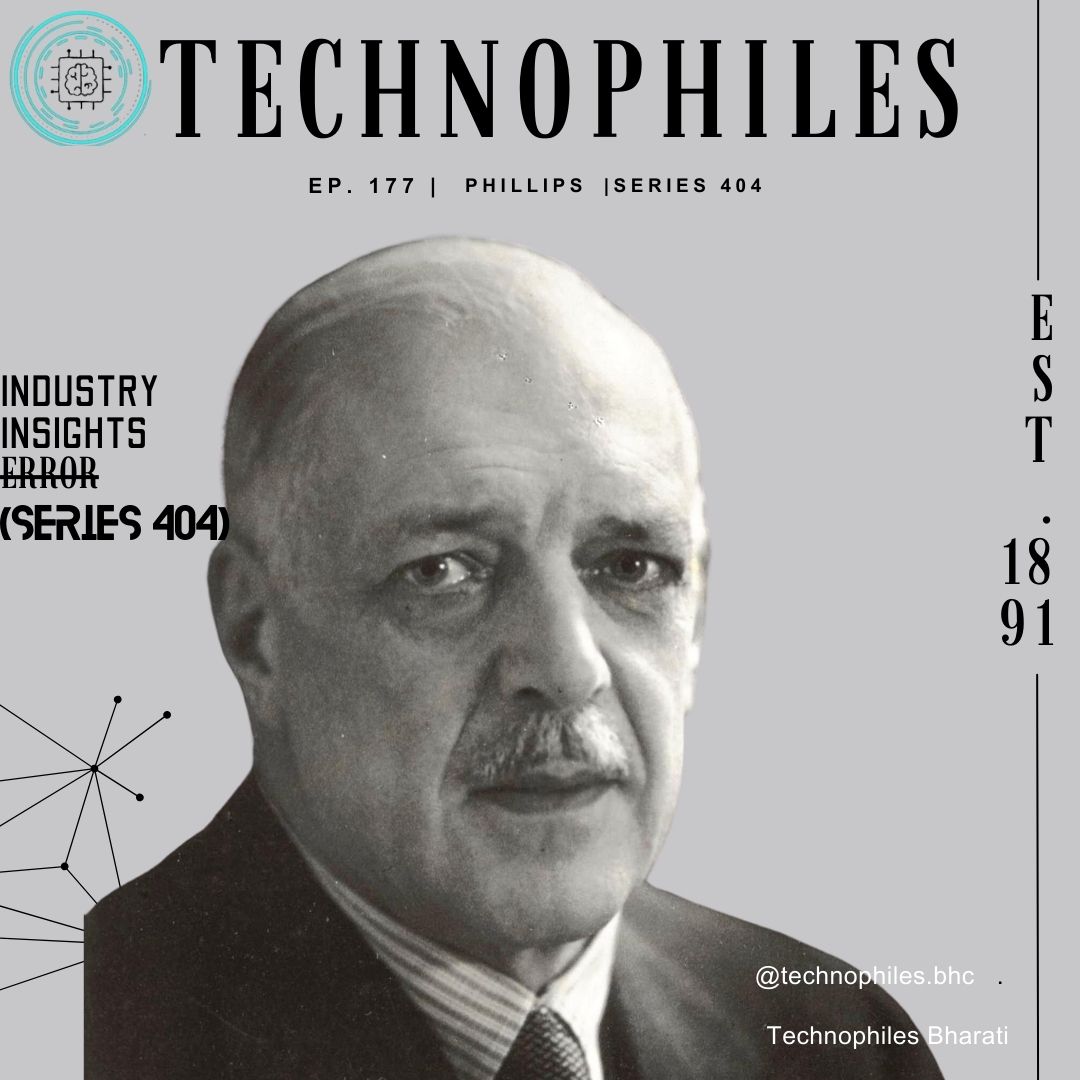 TECHNOPHILES
EP. 177 | PHILLIPS |SERIES 404
INDUSTRY
INSIGHTS
ERROR
(SERIES 404)
E
S
T
.
18
91
@technophiles.bhc .
Technophiles Bharati